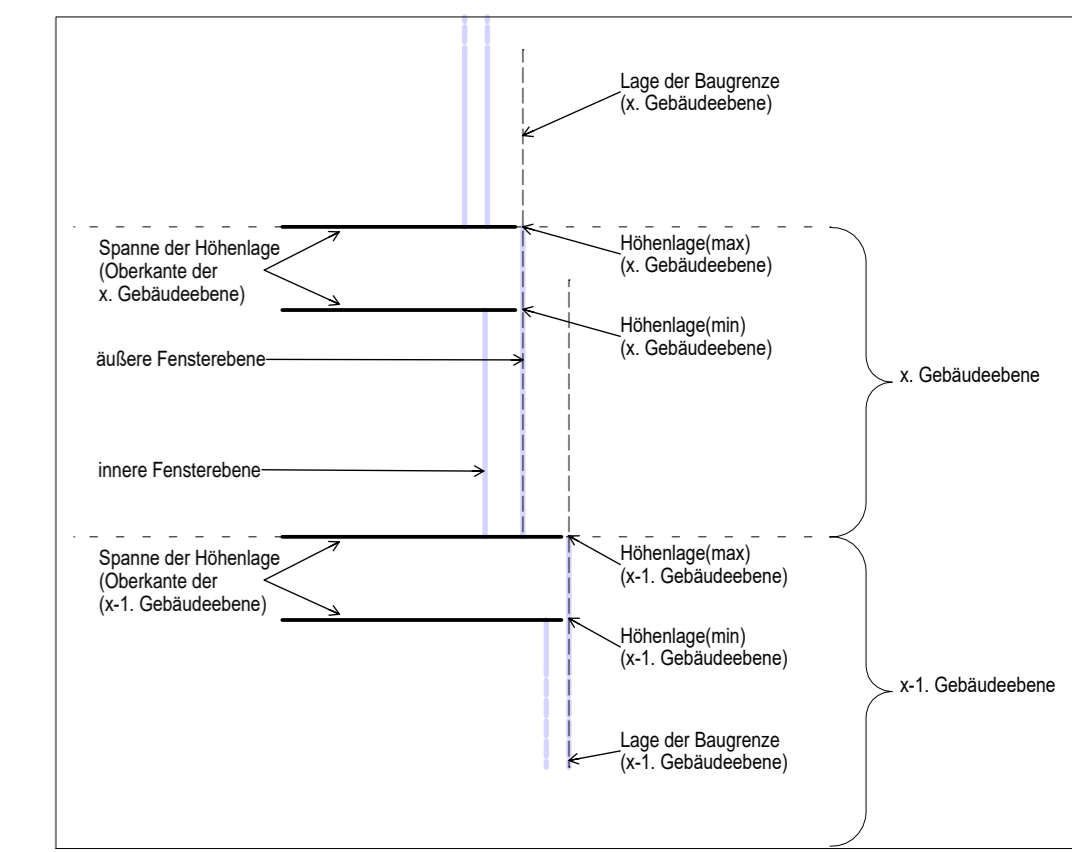 Lage der Baugrenze
(x. Gebäudeebene)
Spanne der Höhenlage
(Oberkante der
x. Gebäudeebene)
Höhenlage(max)
(x. Gebäudeebene)
Höhenlage(min)
(x. Gebäudeebene)
äußere Fensterebene
x. Gebäudeebene
innere Fensterebene
Spanne der Höhenlage
(Oberkante der
(x-1. Gebäudeebene)
Höhenlage(max)
(x-1. Gebäudeebene)
Höhenlage(min)
(x-1. Gebäudeebene)
x-1. Gebäudeebene
Lage der Baugrenze
(x-1. Gebäudeebene)